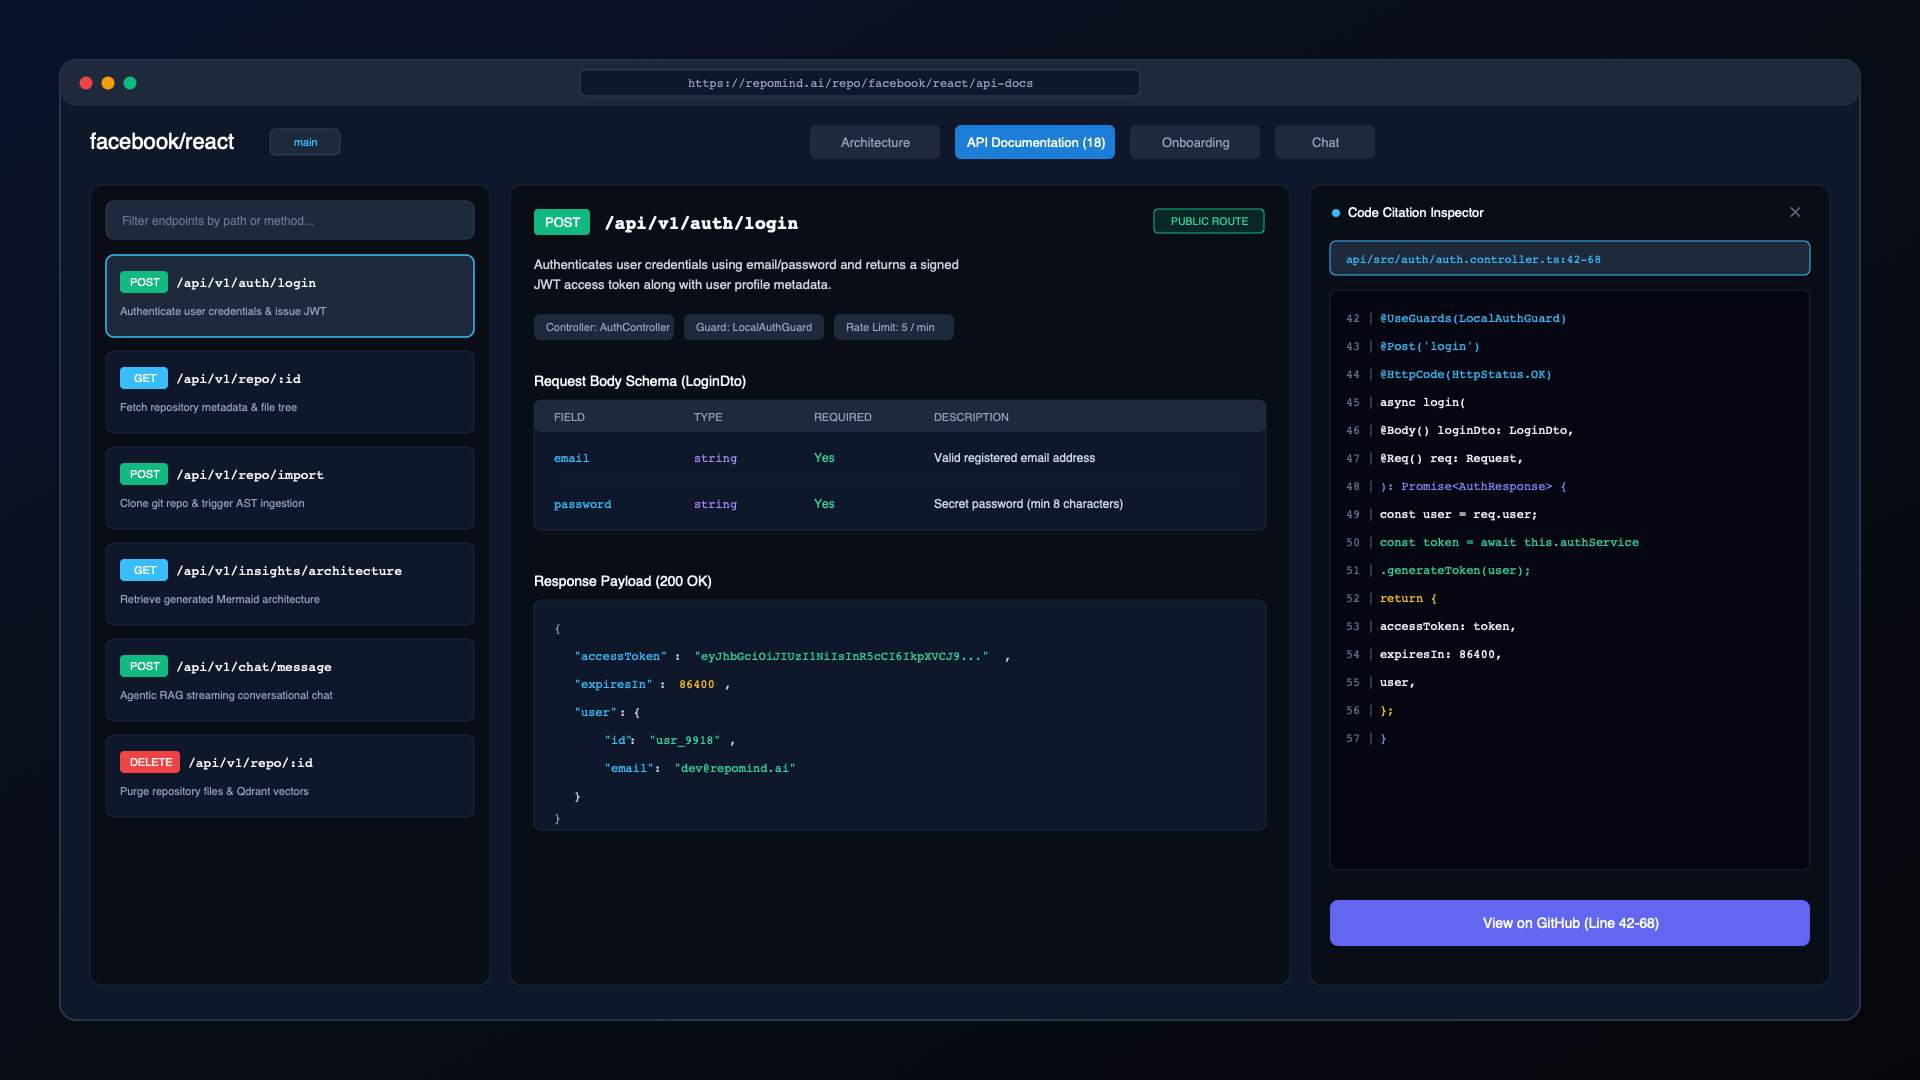 https://repomind.ai/repo/facebook/react/api-docs
facebook/react
main
Architecture
API Documentation (18)
Onboarding
Chat
Filter endpoints by path or method...
POST /api/v1/auth/login
Authenticate user credentials & issue JWT
GET /api/v1/repo/:id
Fetch repository metadata & file tree
POST /api/v1/repo/import
Clone git repo & trigger AST ingestion
GET /api/v1/insights/architecture
Retrieve generated Mermaid architecture
POST /api/v1/chat/message
Agentic RAG streaming conversational chat
DELETE /api/v1/repo/:id
Purge repository files & Qdrant vectors
POST /api/v1/auth/login
PUBLIC ROUTE
Authenticates user credentials using email/password and returns a signed
JWT access token along with user profile metadata.
Controller: AuthController
Guard: LocalAuthGuard
Rate Limit: 5 / min
Request Body Schema (LoginDto)
FIELD TYPE REQUIRED DESCRIPTION
email string Yes Valid registered email address
password string Yes Secret password (min 8 characters)
Response Payload (200 OK)
{
"accessToken" : "eyJhbGciOiJIUzI1NiIsInR5cCI6IkpXVCJ9..." ,
"expiresIn" : 86400 ,
"user" : {
"id": "usr_9918" ,
"email": "dev@repomind.ai"
}
}
Code Citation Inspector
api/src/auth/auth.controller.ts:42-68
42 | @UseGuards(LocalAuthGuard)
43 | @Post('login')
44 | @HttpCode(HttpStatus.OK)
45 | async login(
46 | @Body() loginDto: LoginDto,
47 | @Req() req: Request,
48 | ): Promise<AuthResponse> {
49 | const user = req.user;
50 | const token = await this.authService
51 | .generateToken(user);
52 | return {
53 | accessToken: token,
54 | expiresIn: 86400,
55 | user,
56 | };
57 | }
View on GitHub (Line 42-68)